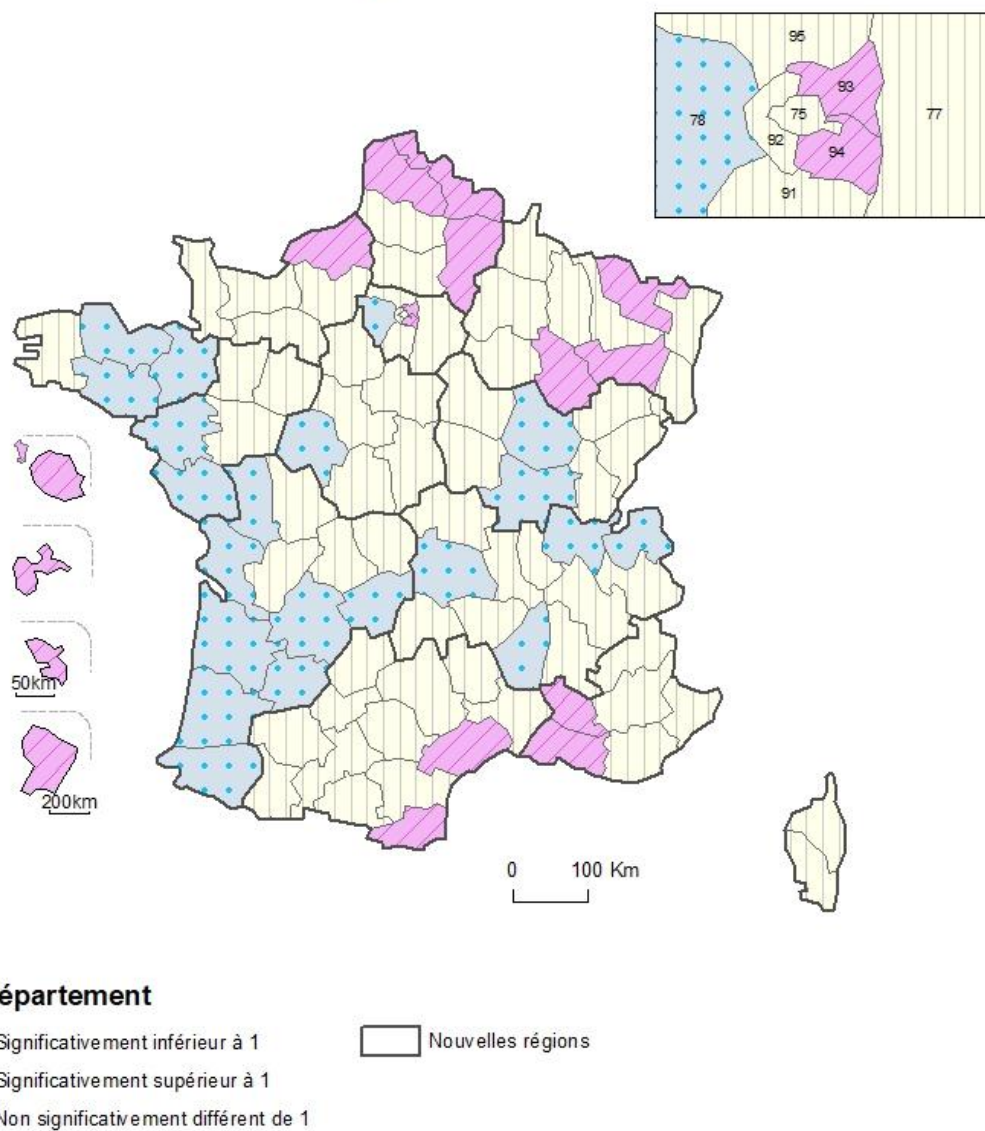 95
93
78
75
77
92
94
91
50km
200km
0 100 Km
épartement
Significativement inférieur à 1
Nouvelles régions
Significativement supérieur à 1
Non significativement différent de 1